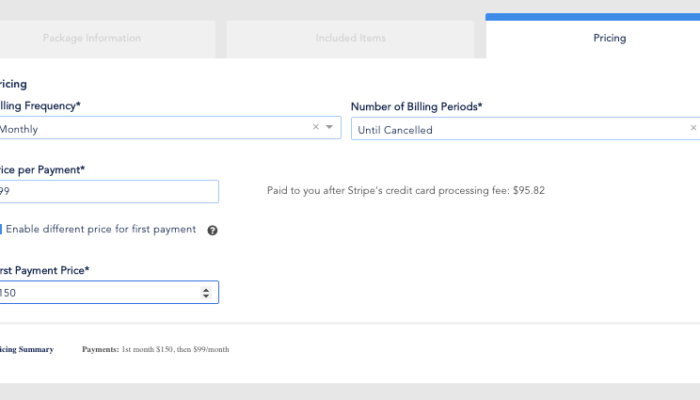 Package Information
Included Items
Pricing
ricing
lling Frequency*
Number of Billing Periods*
Monthly
Until Cancelled
rice per Payment*
99
Paid to you after Stripe's credit card processing fee: $95.82
Enable different price for first payment
rst Payment Price*
150
icing Summary
Payments: 1st month $150, then $99/month